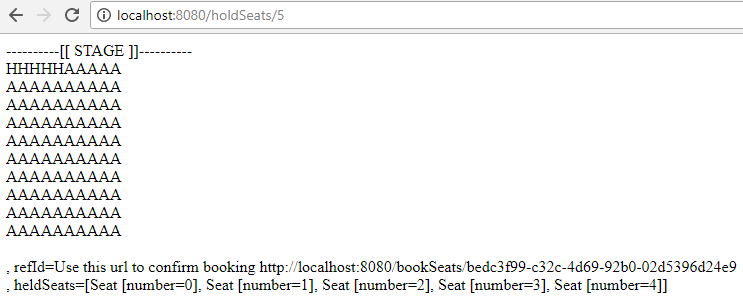 localhost:8080/holdSeats/5
----------[[ STAGE ]]----------
HHHHHAAAAA
AAAAAAAAAA
AAAAAAAAAA
AAAAAAAAAA
AAAAAAAAAA
AAAAAAAAAA
AAAAAAAAAA
AAAAAAAAAA
AAAAAAAAAA
AAAAAAAAAA
, refId=Use this url to confirm booking http://localhost:8080/bookSeats/bedc3f99-c32c-4d69-92b0-02d5396d24e9
, heldSeats=[Seat [number=0], Seat [number=1], Seat [number=2], Seat [number=3], Seat [number=4]]